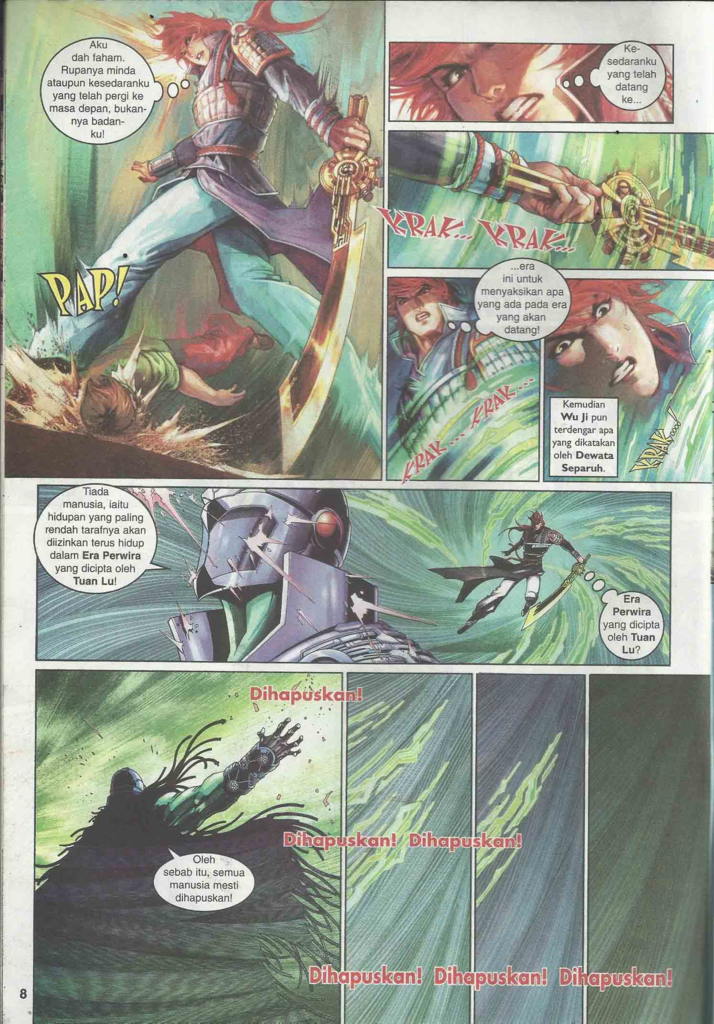 Aku
dah faham.
Rupanya minda
ataupun kesedaranku
yang telah pergi ke
masa depan, bukan-
nya badan-
ku!
PAP!
Ke-
sedaranku
yang telah
datang
ke...
KRAK... KRAK...
...era
ini untuk
menyaksikan apa
yang ada pada era
yang akan
datang!
KRAK... KRAK...
Kemudian
Wu Ji pun
terdengar apa
yang dikatakan
oleh Dewata
Separuh.
KRAK...!
Tiada
manusia, iaitu
hidupan yang paling
rendah tarafnya akan
diizinkan terus hidup
dalam Era Perwira
yang dicipta oleh
Tuan Lu!
Era
Perwira
yang dicipta
oleh Tuan
Lu?
Dihapuskan!
Oleh
sebab itu, semua
manusia mesti
dihapuskan!
Dihapuskan! Dihapuskan!
Dihapuskan! Dihapuskan! Dihapuskan!
8